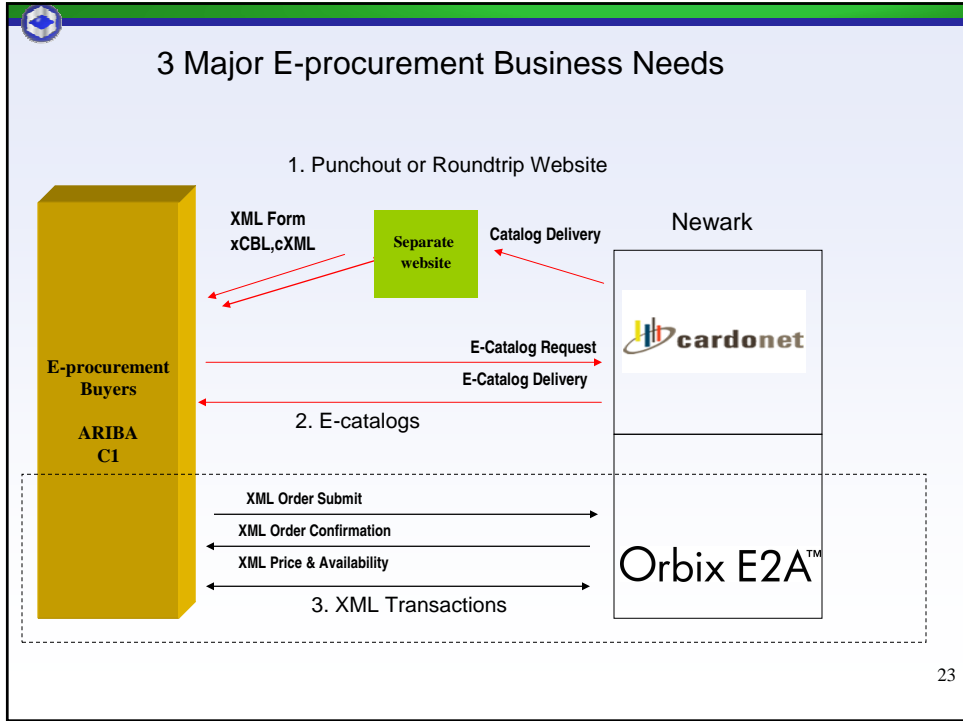 3 Major E-procurement Business Needs
1. Punchout or Roundtrip Website
XML Form
xCBL,cXML
Separate
website
Catalog Delivery
Newark
cardonet
E-procurement
Buyers
ARIBA
C1
E-Catalog Request
E-Catalog Delivery
2. E-catalogs
XML Order Submit
XML Order Confirmation
XML Price & Availability
3. XML Transactions
Orbix E2A™
23